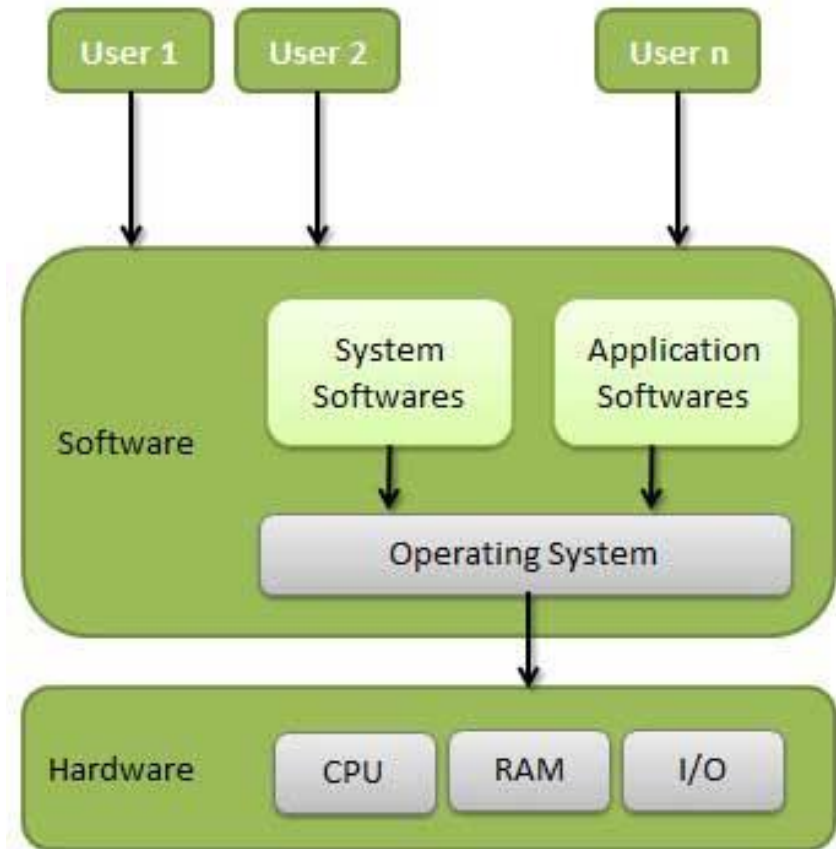 User 1
User 2
User n
System
Softwares
Application
Softwares
Software
Operating System
Hardware
CPU
RAM
I/O